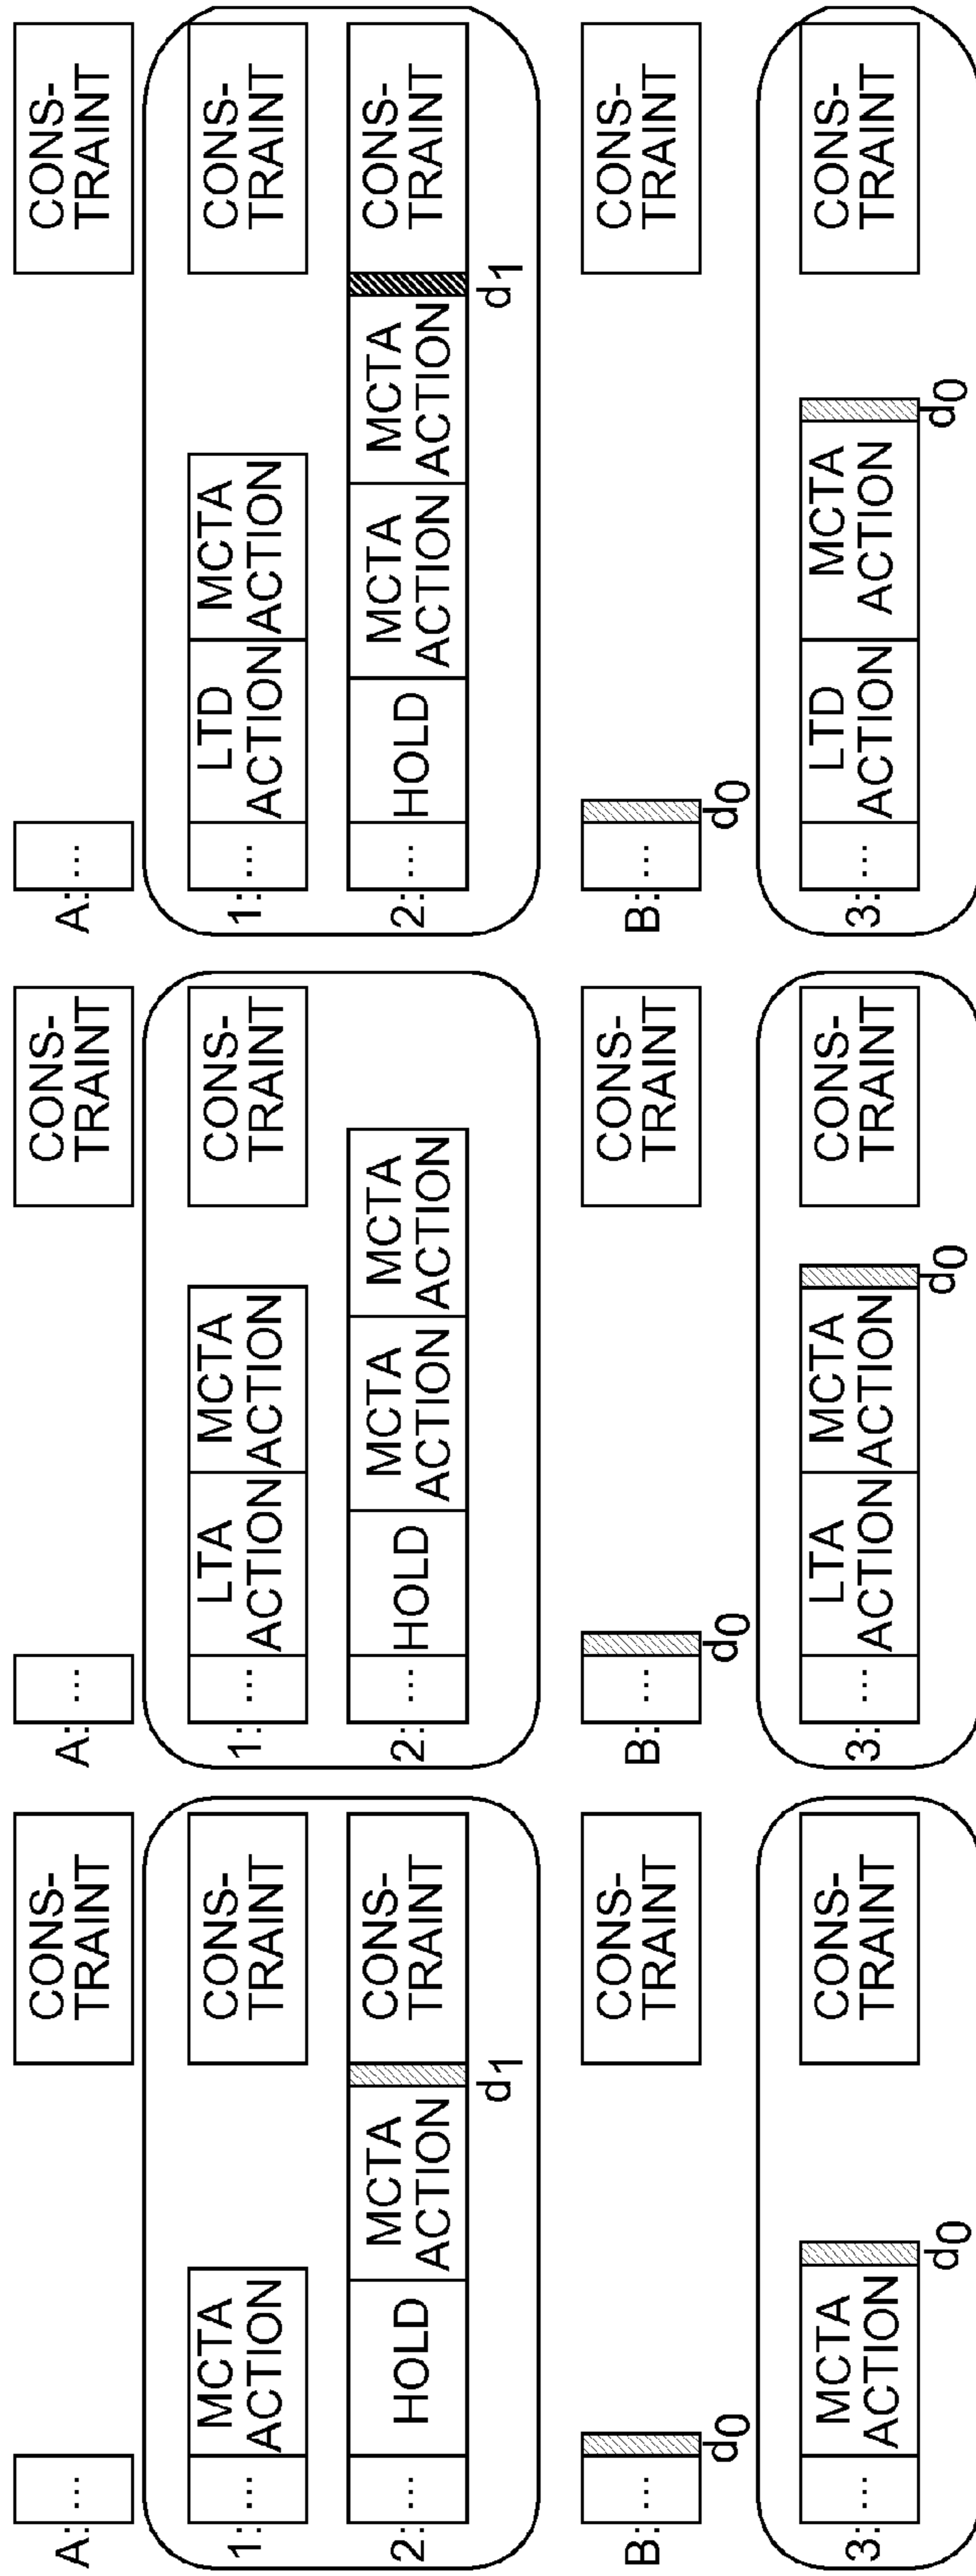 A: ... CONS-
TRAINT
1: ... MCTA
ACTION CONS-
TRAINT
2: ... HOLD MCTA
ACTION CONS-
TRAINT
d1
B: ... CONS-
TRAINT
d0
3: ... MCTA
ACTION CONS-
TRAINT
d0
A: ... CONS-
TRAINT
1: ... LTA
ACTION MCTA
ACTION CONS-
TRAINT
2: ... HOLD MCTA
ACTION MCTA
ACTION
B: ... CONS-
TRAINT
d0
3: ... LTA
ACTION MCTA
ACTION CONS-
TRAINT
d0
A: ... CONS-
TRAINT
1: ... LTD
ACTION MCTA
ACTION CONS-
TRAINT
2: ... HOLD MCTA
ACTION MCTA
ACTION CONS-
TRAINT
d1
B: ... CONS-
TRAINT
d0
3: ... LTD
ACTION MCTA
ACTION CONS-
TRAINT
d0